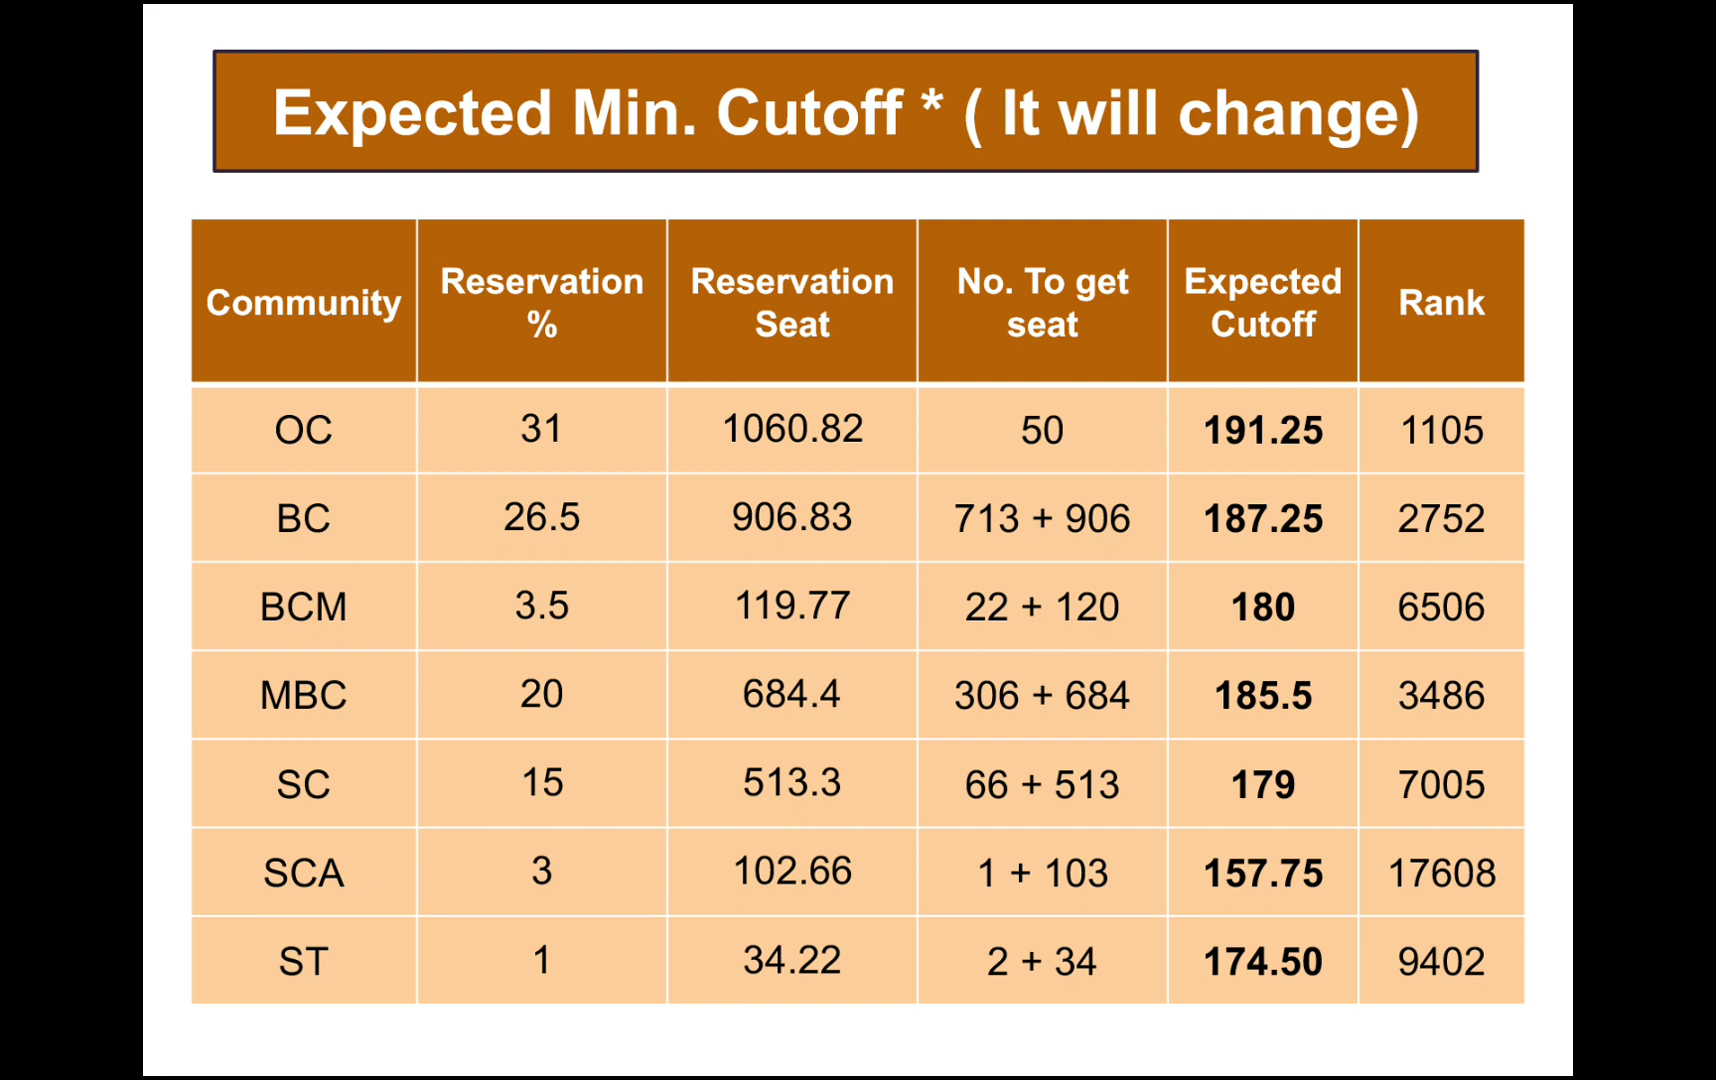 Expected Min. Cutoff * ( It will change)
Community Reservation % Reservation Seat No. To get seat Expected Cutoff Rank
OC 31 1060.82 50 191.25 1105
BC 26.5 906.83 713 + 906 187.25 2752
BCM 3.5 119.77 22 + 120 180 6506
MBC 20 684.4 306 + 684 185.5 3486
SC 15 513.3 66 + 513 179 7005
SCA 3 102.66 1 + 103 157.75 17608
ST 1 34.22 2 + 34 174.50 9402